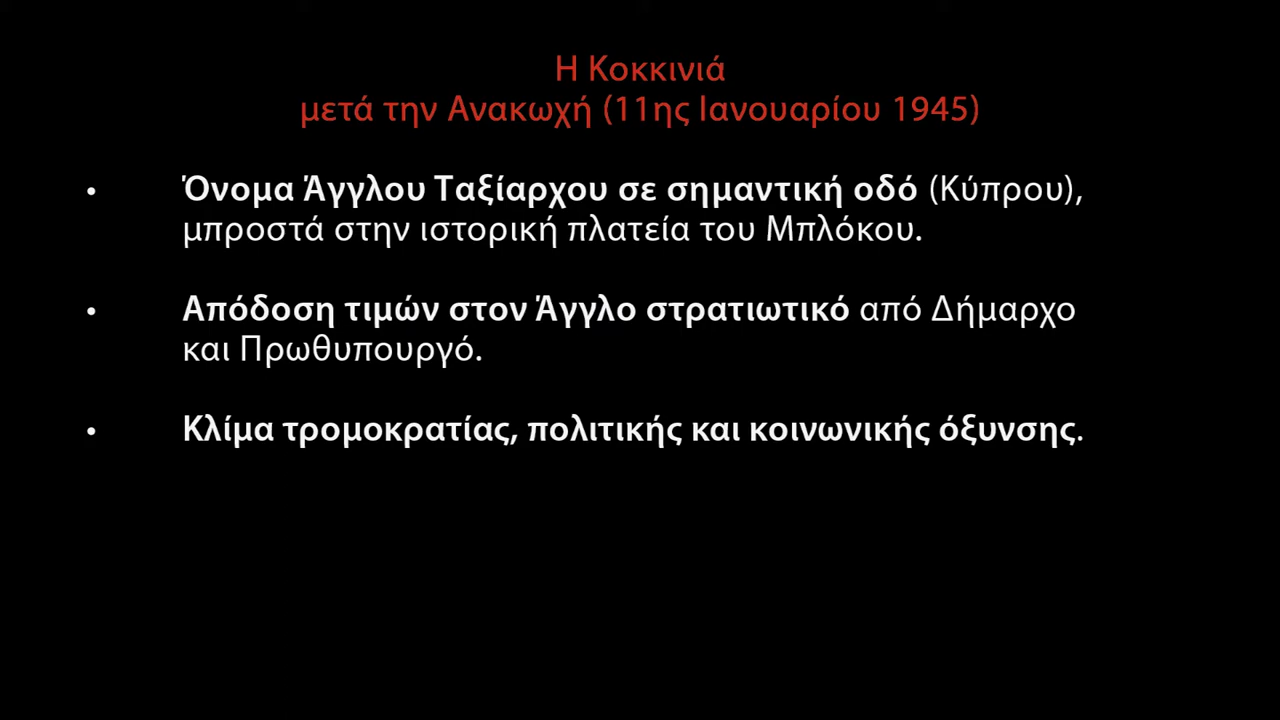 Η Κοκκινιά
μετά την Ανακωχή (11ης Ιανουαρίου 1945)
• Όνομα Άγγλου Ταξίαρχου σε σημαντική οδό (Κύπρου),
μπροστά στην ιστορική πλατεία του Μπλόκου.
• Απόδοση τιμών στον Άγγλο στρατιωτικό από Δήμαρχο
και Πρωθυπουργό.
• Κλίμα τρομοκρατίας, πολιτικής και κοινωνικής όξυνσης.